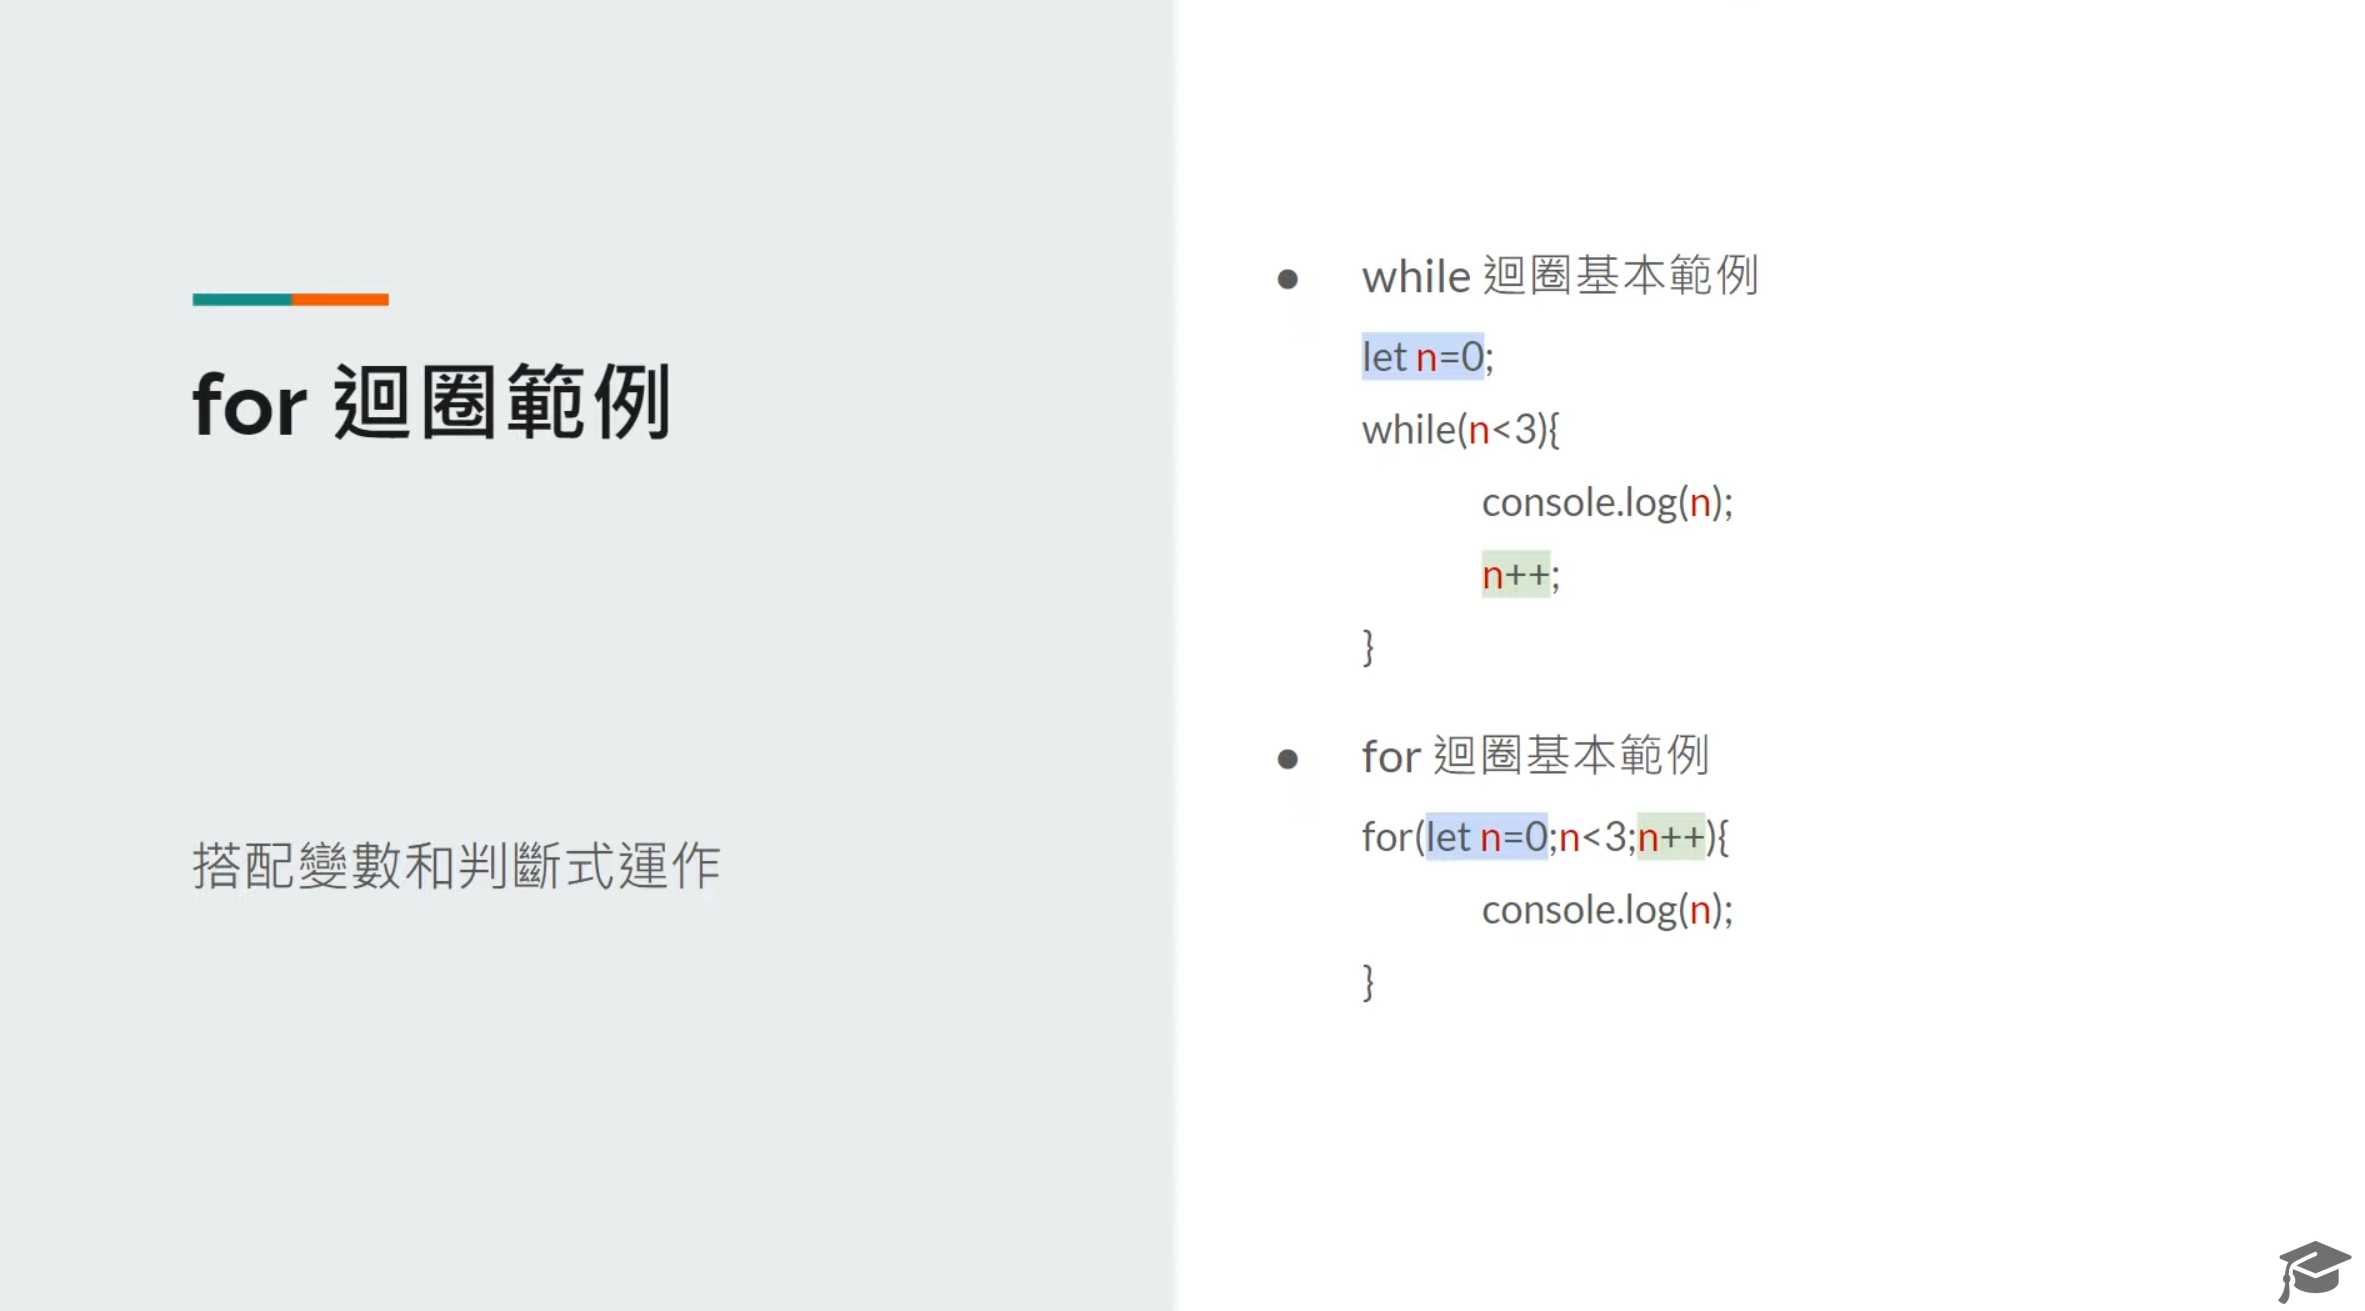 for 迴圈範例
搭配變數和判斷式運作
● while 迴圈基本範例
let n=0;
while(n<3){
console.log(n);
n++;
}
● for 迴圈基本範例
for(let n=0;n<3;n++){
console.log(n);
}